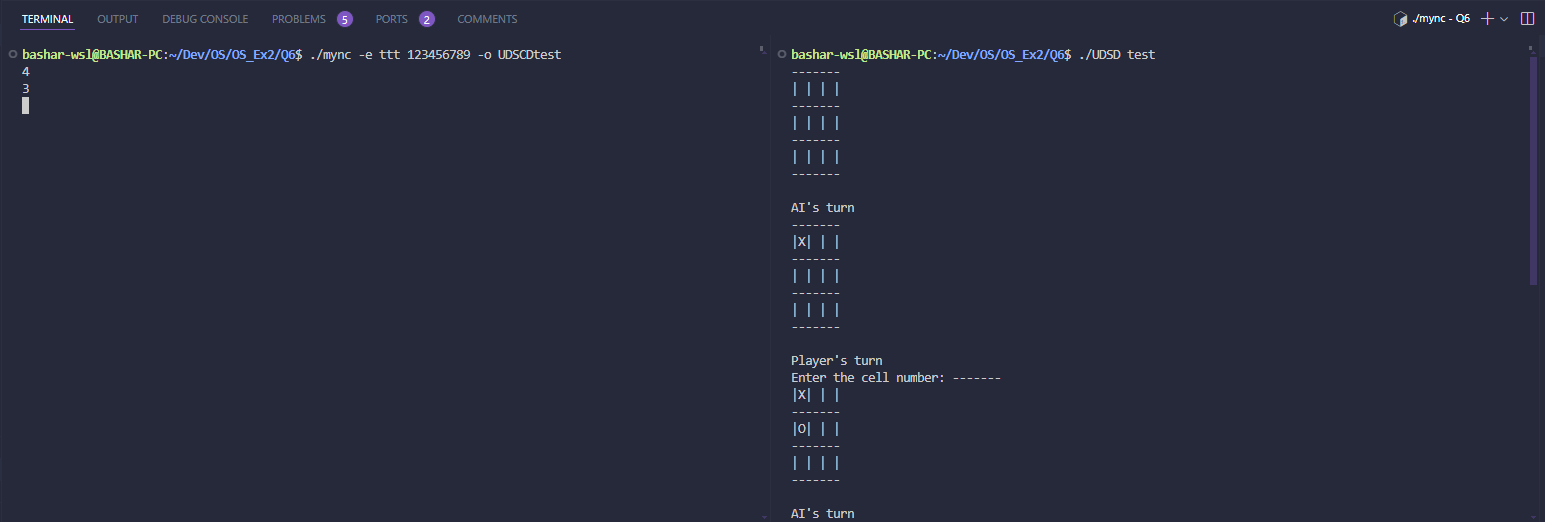 TERMINAL OUTPUT DEBUG CONSOLE PROBLEMS 5 PORTS 2 COMMENTS ./mync - Q6
bashar-wsl@BASHAR-PC:~/Dev/OS/OS_Ex2/Q6$ ./mync -e ttt 123456789 -o UDSCDtest
4
3
bashar-wsl@BASHAR-PC:~/Dev/OS/OS_Ex2/Q6$ ./UDSD test
-------
| | | |
-------
| | | |
-------
| | | |
-------
AI's turn
-------
|X| | |
-------
| | | |
-------
| | | |
-------
Player's turn
Enter the cell number: -------
|X| | |
-------
|O| | |
-------
| | | |
-------
AI's turn